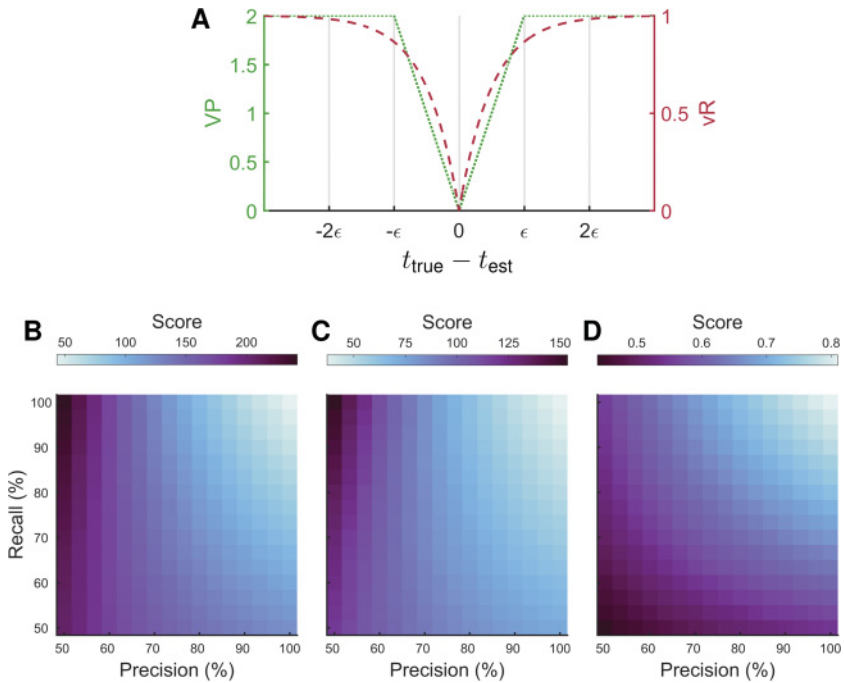 A
2
1.5
1
0.5
0
VP
1
0.5
0
vR
-2ϵ -ϵ 0 ϵ 2ϵ
t_true − t_est
B Score
50 100 150 200
C Score
50 75 100 125 150
D Score
0.5 0.6 0.7 0.8
Recall (%)
100
90
80
70
60
50
50 60 70 80 90 100
Precision (%)
50 60 70 80 90 100
Precision (%)
50 60 70 80 90 100
Precision (%)